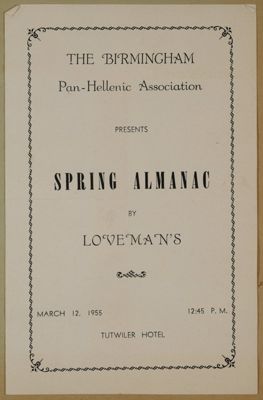 THE BIRMINGHAM
Pan-Hellenic Association
PRESENTS
SPRING ALMANAC
BY
LOVEMAN'S
MARCH 12, 1955 12:45 P. M.
TUTWILER HOTEL